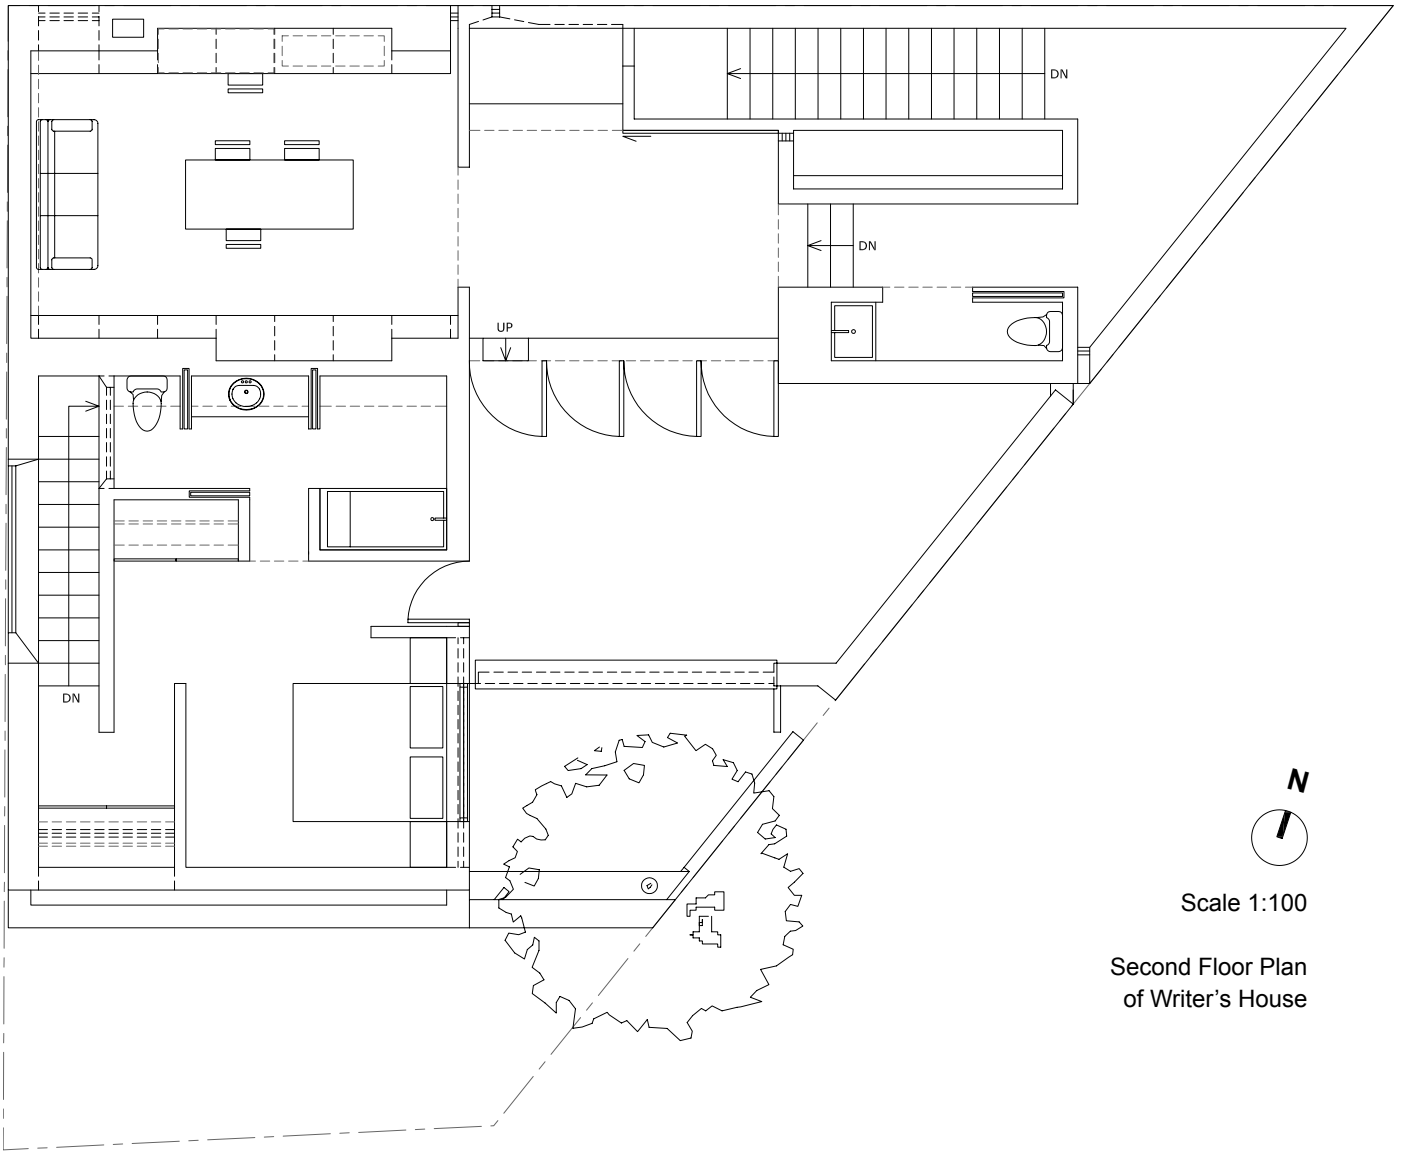 DN
DN
UP
DN
N
Scale 1:100
Second Floor Plan
of Writer’s House